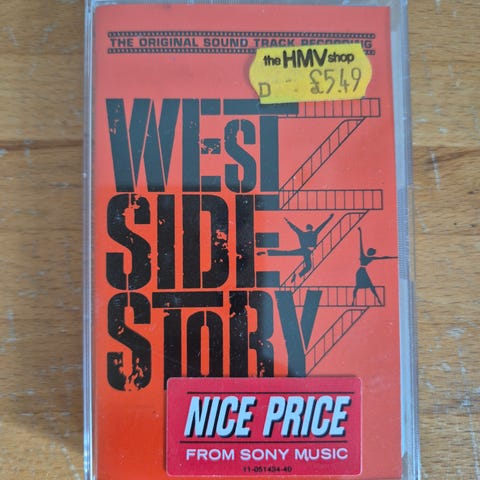 THE ORIGINAL SOUND TRACK RECORDING
the HMV shop
D £5.49
WEST
SIDE
STORY
NICE PRICE
FROM SONY MUSIC
11-051434-40